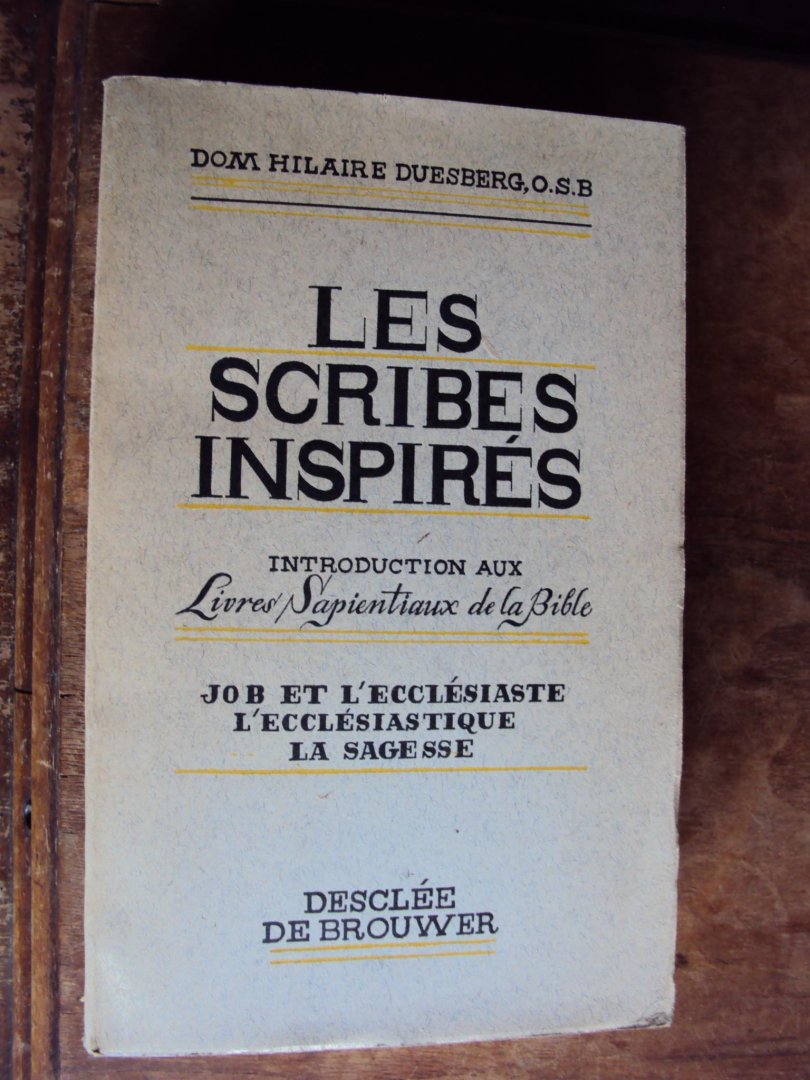 DOM HILAIRE DUESBERG, O.S.B
LES
SCRIBES
INSPIRÉS
INTRODUCTION AUX
Livres Sapientiaux de la Bible
JOB ET L'ECCLÉSIASTE
L'ECCLÉSIASTIQUE
LA SAGESSE
DESCLÉE
DE BROUWER